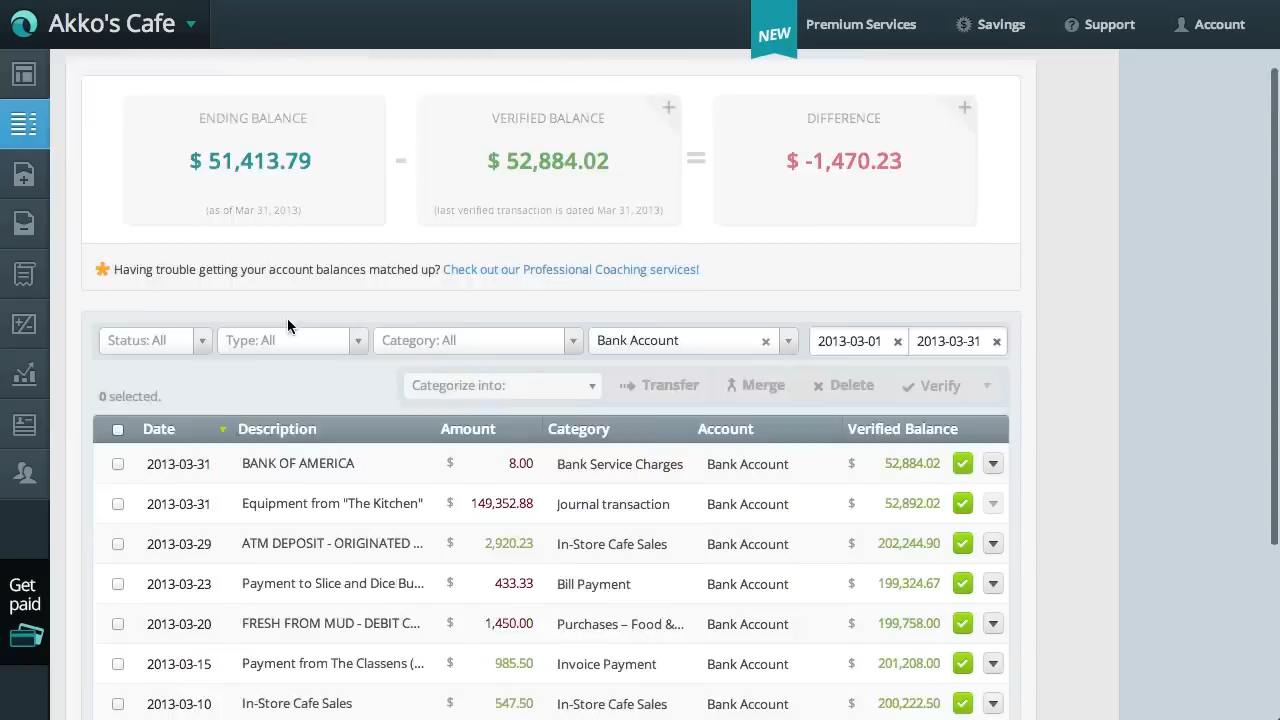 Akko's Cafe
NEW
Premium Services
Savings
Support
Account
ENDING BALANCE
$ 51,413.79
(as of Mar 31, 2013)
-
VERIFIED BALANCE
$ 52,884.02
(last verified transaction is dated Mar 31, 2013)
=
DIFFERENCE
$ -1,470.23
Having trouble getting your account balances matched up? Check out our Professional Coaching services!
Status: All Type: All Category: All Bank Account 2013-03-01 2013-03-31
0 selected. Categorize into: Transfer Merge Delete Verify
Date Description Amount Category Account Verified Balance
2013-03-31 BANK OF AMERICA $ 8.00 Bank Service Charges Bank Account $ 52,884.02
2013-03-31 Equipment from "The Kitchen" $ 149,352.88 Journal transaction Bank Account $ 52,892.02
2013-03-29 ATM DEPOSIT - ORIGINATED ... $ 2,920.23 In-Store Cafe Sales Bank Account $ 202,244.90
2013-03-23 Payment to Slice and Dice Bu... $ 433.33 Bill Payment Bank Account $ 199,324.67
2013-03-20 FRESH FROM MUD - DEBIT C... $ 1,450.00 Purchases – Food &... Bank Account $ 199,758.00
2013-03-15 Payment from The Classens (... $ 985.50 Invoice Payment Bank Account $ 201,208.00
2013-03-10 In-Store Cafe Sales $ 547.50 In-Store Cafe Sales Bank Account $ 200,222.50
Get
paid